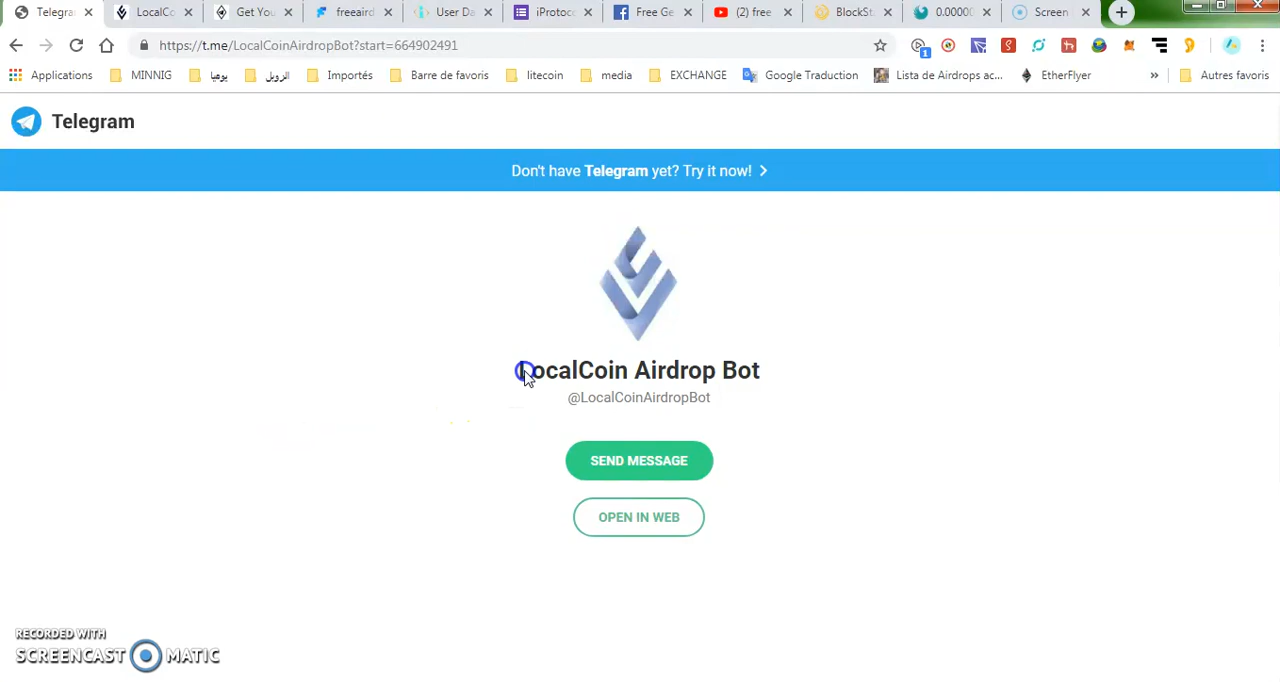 Telegra LocalCo Get You freeaird User Da iProtoc Free Ge (2) free BlockSt 0.00000 Screen
https://t.me/LocalCoinAirdropBot?start=664902491
1
Applications MINNIG يوميا الروبل Importés Barre de favoris litecoin media EXCHANGE Google Traduction Lista de Airdrops ac... EtherFlyer » Autres favoris
Telegram
Don't have Telegram yet? Try it now!
LocalCoin Airdrop Bot
@LocalCoinAirdropBot
SEND MESSAGE
OPEN IN WEB
RECORDED WITH
SCREENCAST MATIC